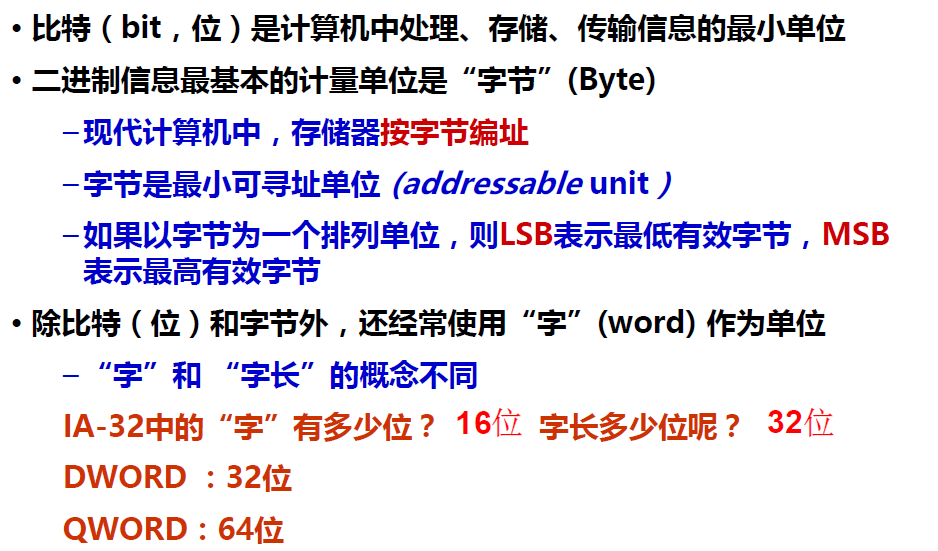 • 比特（bit，位）是计算机中处理、存储、传输信息的最小单位
• 二进制信息最基本的计量单位是“字节”(Byte)
– 现代计算机中，存储器按字节编址
– 字节是最小可寻址单位 (addressable unit )
– 如果以字节为一个排列单位，则LSB表示最低有效字节，MSB
表示最高有效字节
• 除比特（位）和字节外，还经常使用“字”(word) 作为单位
– “字”和 “字长”的概念不同
IA-32中的“字”有多少位？ 16位 字长多少位呢？ 32位
DWORD ：32位
QWORD：64位